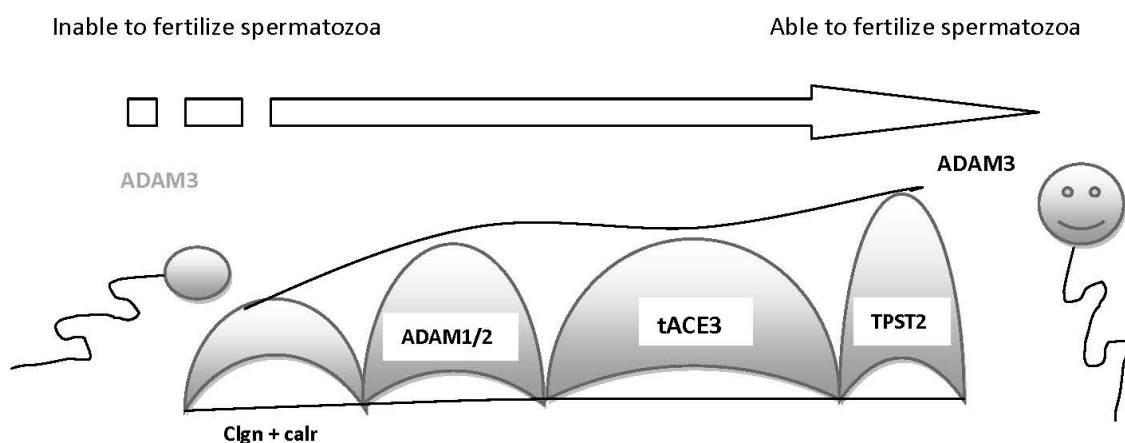 Inable to fertilize spermatozoa
Able to fertilize spermatozoa
ADAM3
ADAM3
ADAM1/2
tACE3
TPST2
Clgn + calr